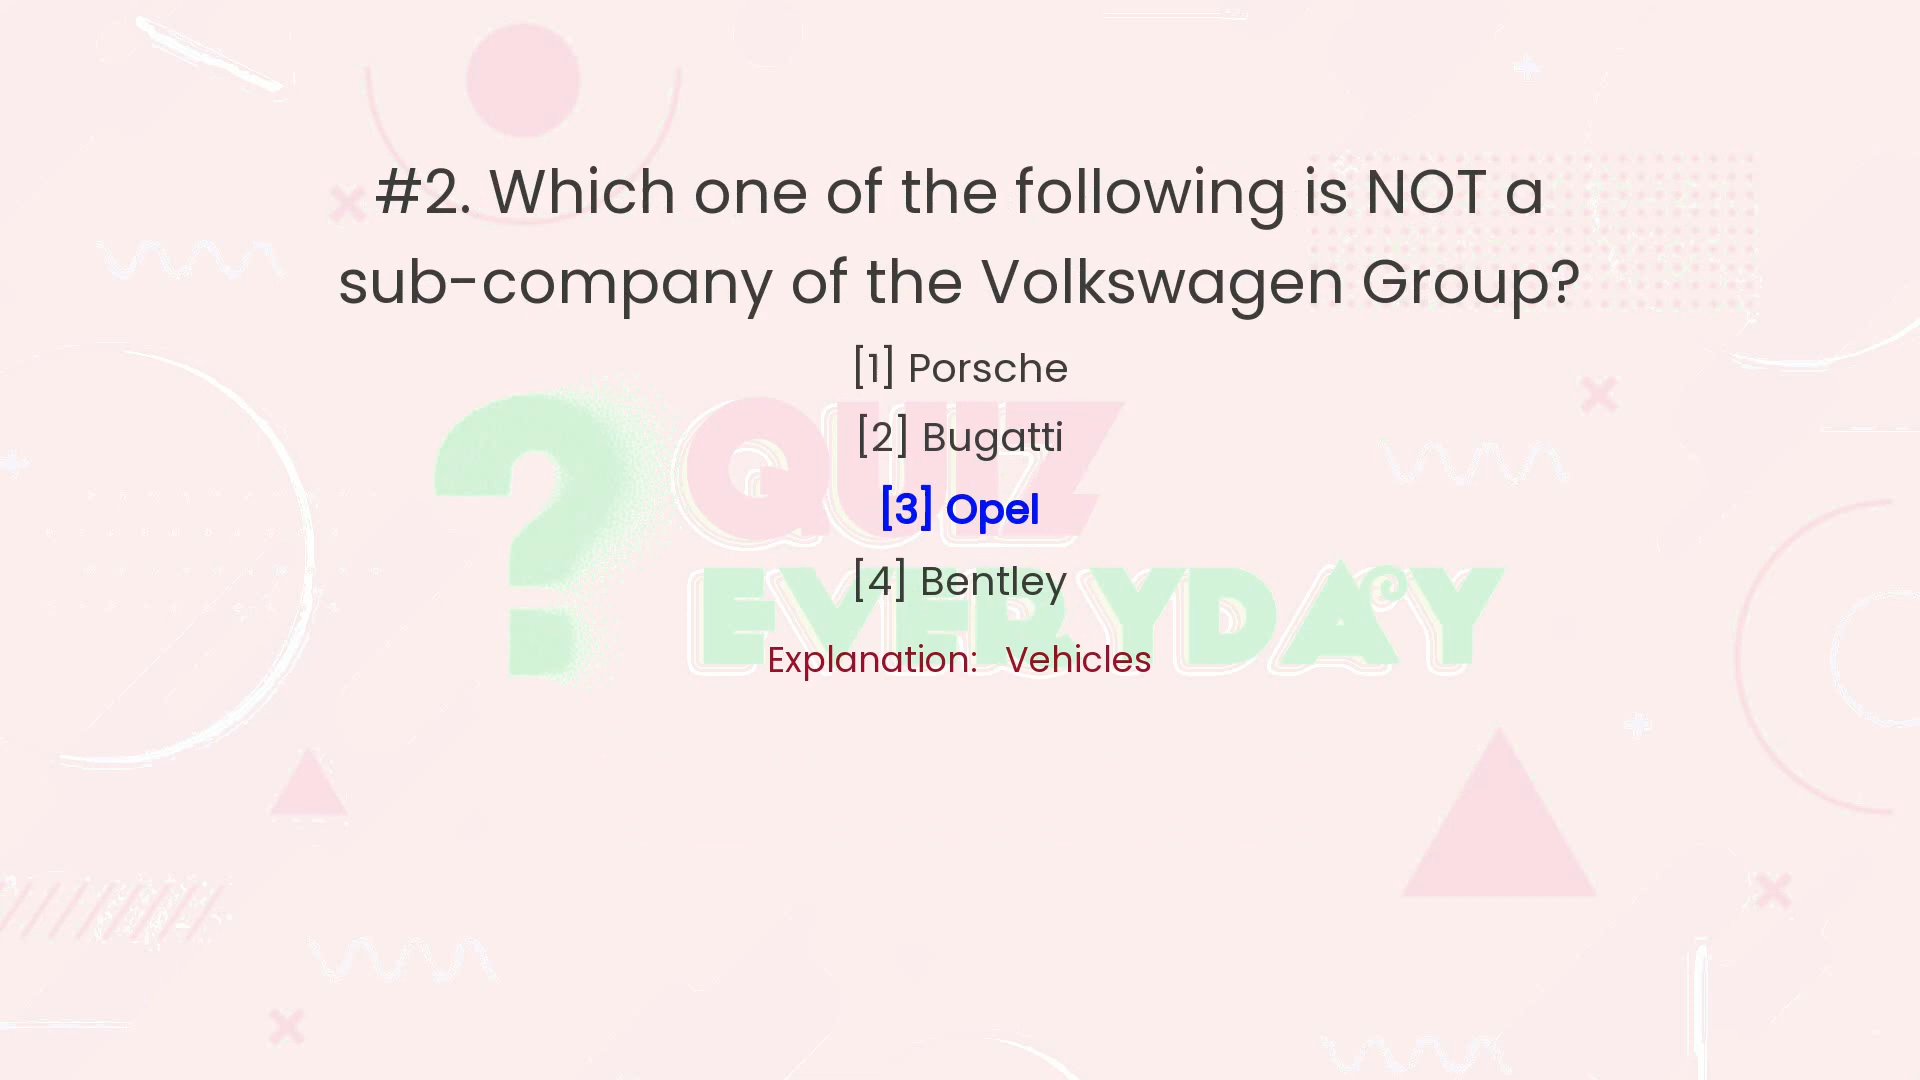 #2. Which one of the following is NOT a
sub-company of the Volkswagen Group?
[1] Porsche
[2] Bugatti
[3] Opel
[4] Bentley
Explanation: Vehicles
? QUIZ
EVERYDAY